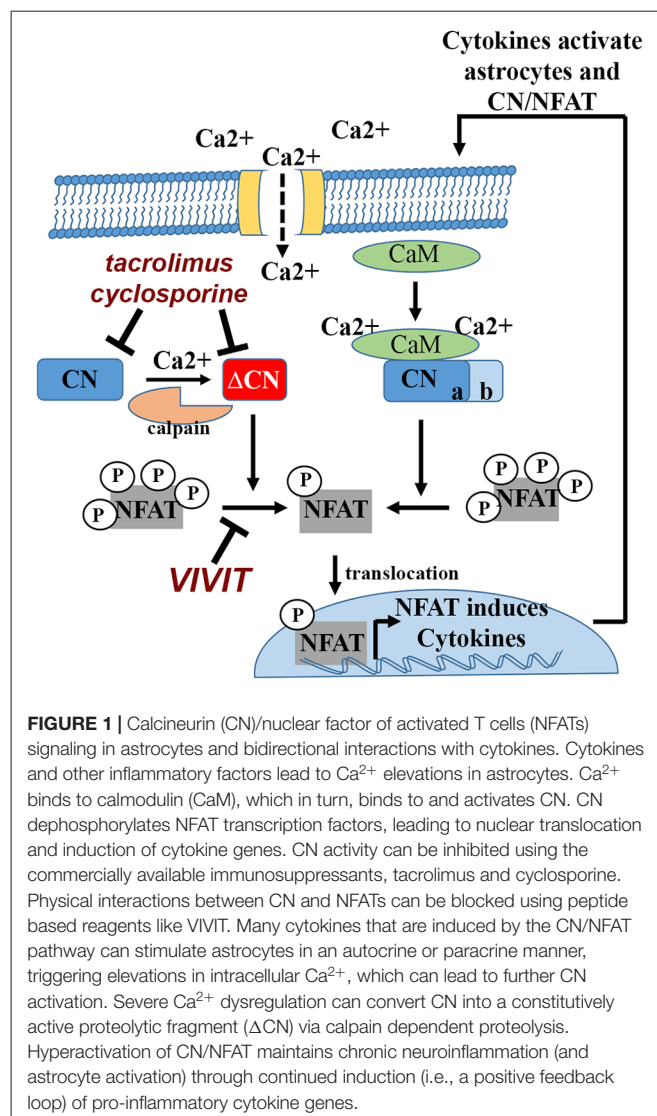 Cytokines activate
astrocytes and
CN/NFAT
Ca2+
Ca2+
Ca2+
Ca2+
tacrolimus
cyclosporine
CaM
Ca2+
Ca2+
CaM
CN
a
b
CN
Ca2+
ΔCN
calpain
P
P
P
P
NFAT
P
NFAT
P
P
P
P
NFAT
VIVIT
translocation
P
NFAT
NFAT induces
Cytokines
FIGURE 1 | Calcineurin (CN)/nuclear factor of activated T cells (NFATs)
signaling in astrocytes and bidirectional interactions with cytokines. Cytokines
and other inflammatory factors lead to Ca²⁺ elevations in astrocytes. Ca²⁺
binds to calmodulin (CaM), which in turn, binds to and activates CN. CN
dephosphorylates NFAT transcription factors, leading to nuclear translocation
and induction of cytokine genes. CN activity can be inhibited using the
commercially available immunosuppressants, tacrolimus and cyclosporine.
Physical interactions between CN and NFATs can be blocked using peptide
based reagents like VIVIT. Many cytokines that are induced by the CN/NFAT
pathway can stimulate astrocytes in an autocrine or paracrine manner,
triggering elevations in intracellular Ca²⁺, which can lead to further CN
activation. Severe Ca²⁺ dysregulation can convert CN into a constitutively
active proteolytic fragment (ΔCN) via calpain dependent proteolysis.
Hyperactivation of CN/NFAT maintains chronic neuroinflammation (and
astrocyte activation) through continued induction (i.e., a positive feedback
loop) of pro-inflammatory cytokine genes.